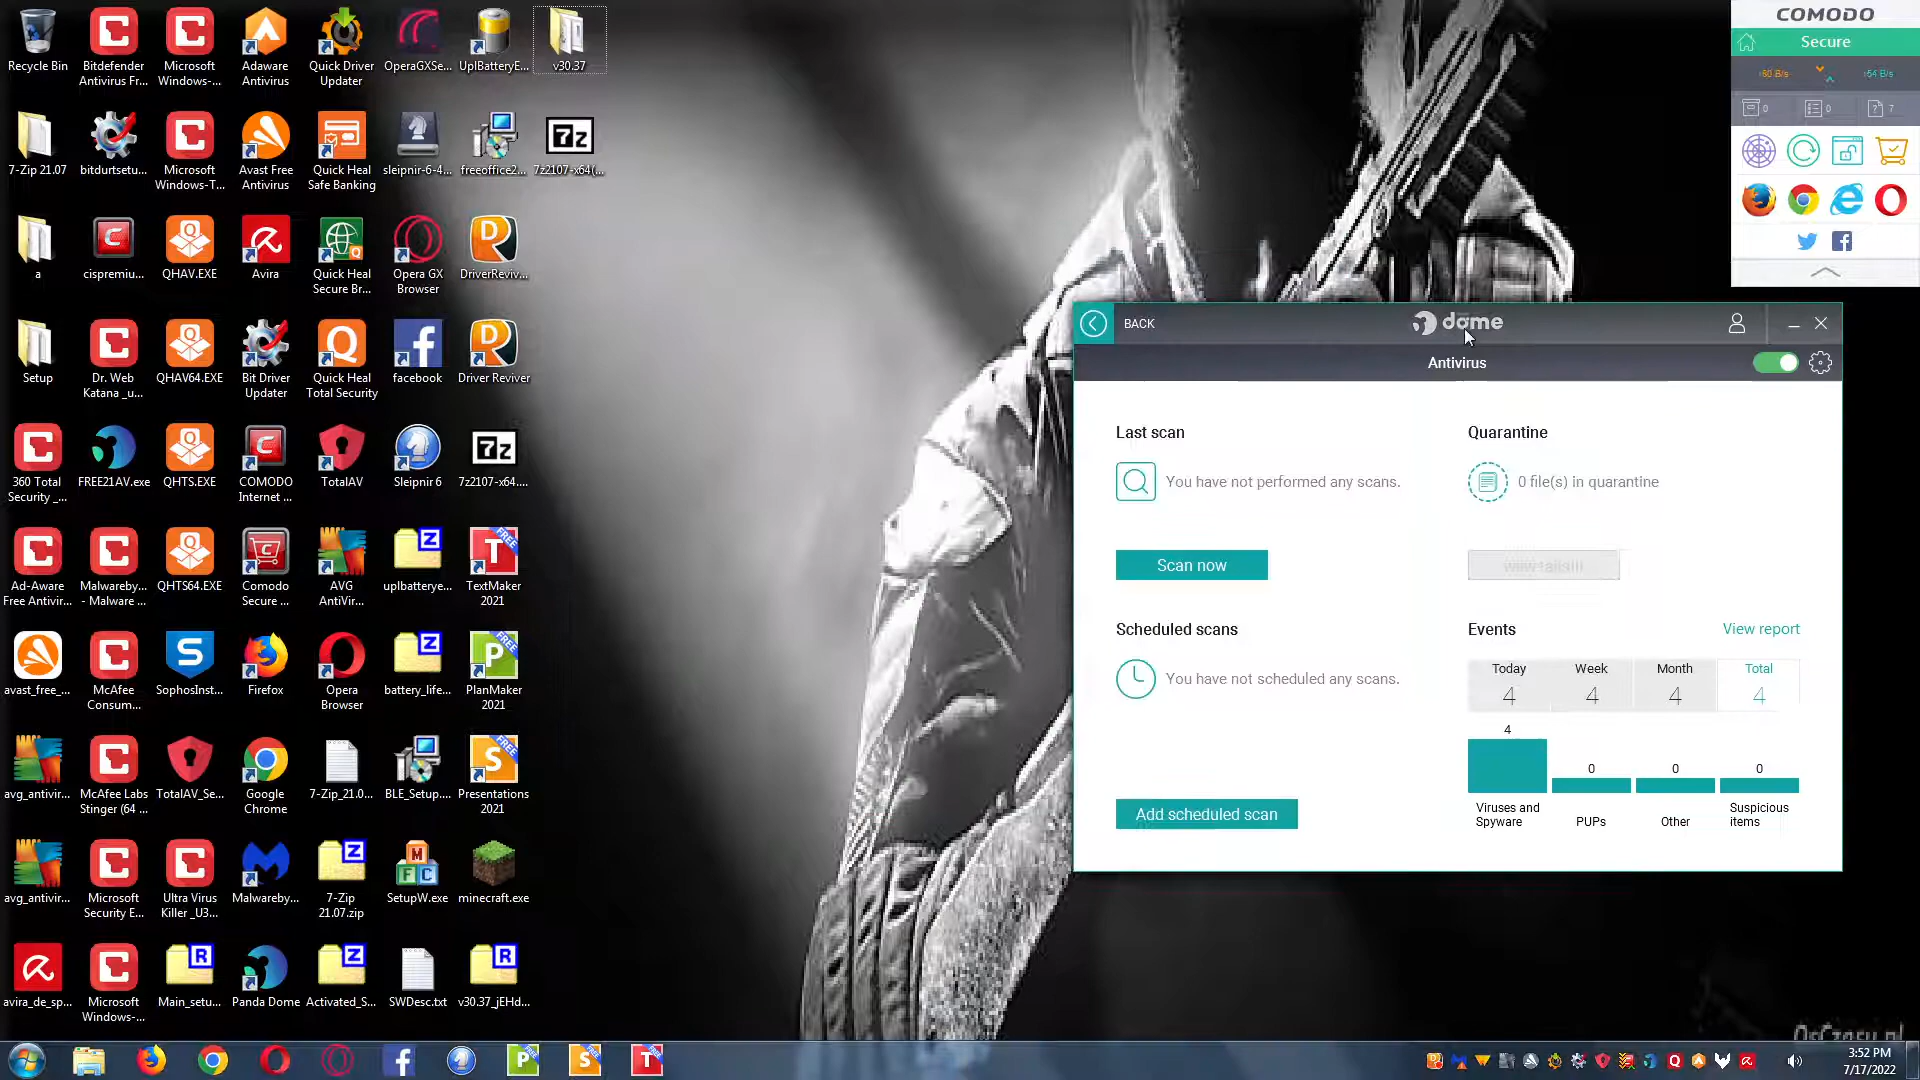 Recycle Bin
Bitdefender
Antivirus Fr...
Microsoft
Windows-...
Adaware
Antivirus
Quick Driver
Updater
OperaGXSe...
UplBatteryE...
v30.37
7-Zip 21.07
bitdurtsetu...
Microsoft
Windows-T...
Avast Free
Antivirus
Quick Heal
Safe Banking
sleipnir-6-4...
freeoffice2...
7z2107-x64(...
a
cispremiu...
QHAV.EXE
Avira
Quick Heal
Secure Br...
Opera GX
Browser
DriverReviv...
Setup
Dr. Web
Katana _u...
QHAV64.EXE
Bit Driver
Updater
Quick Heal
Total Security
facebook
Driver Reviver
360 Total
Security _...
FREE21AV.exe
QHTS.EXE
COMODO
Internet ...
TotalAV
Sleipnir 6
7z2107-x64....
Ad-Aware
Free Antivir...
Malwareby...
- Malware ...
QHTS64.EXE
Comodo
Secure ...
AVG
AntiVir...
uplbatterye...
TextMaker
2021
avast_free_...
McAfee
Consum...
SophosInst...
Firefox
Opera
Browser
battery_life...
PlanMaker
2021
avg_antivir...
McAfee Labs
Stinger (64 ...
TotalAV_Se...
Google
Chrome
7-Zip_21.0...
BLE_Setup....
Presentations
2021
avg_antivir...
Microsoft
Security E...
Ultra Virus
Killer _U3...
Malwareby...
7-Zip
21.07.zip
SetupW.exe
minecraft.exe
avira_de_sp...
Microsoft
Windows-...
Main_setu...
Panda Dome
Activated_S...
SWDesc.txt
v30.37_jEHd...
COMODO
Secure
↑60 B/s
↑54 B/s
0
0
7
BACK
dome
Antivirus
Last scan
You have not performed any scans.
Scan now
Quarantine
0 file(s) in quarantine
Scheduled scans
You have not scheduled any scans.
Add scheduled scan
Events
View report
Today
Week
Month
Total
4
4
4
4
4
0
0
0
Viruses and
Spyware
PUPs
Other
Suspicious
items
3:52 PM
7/17/2022